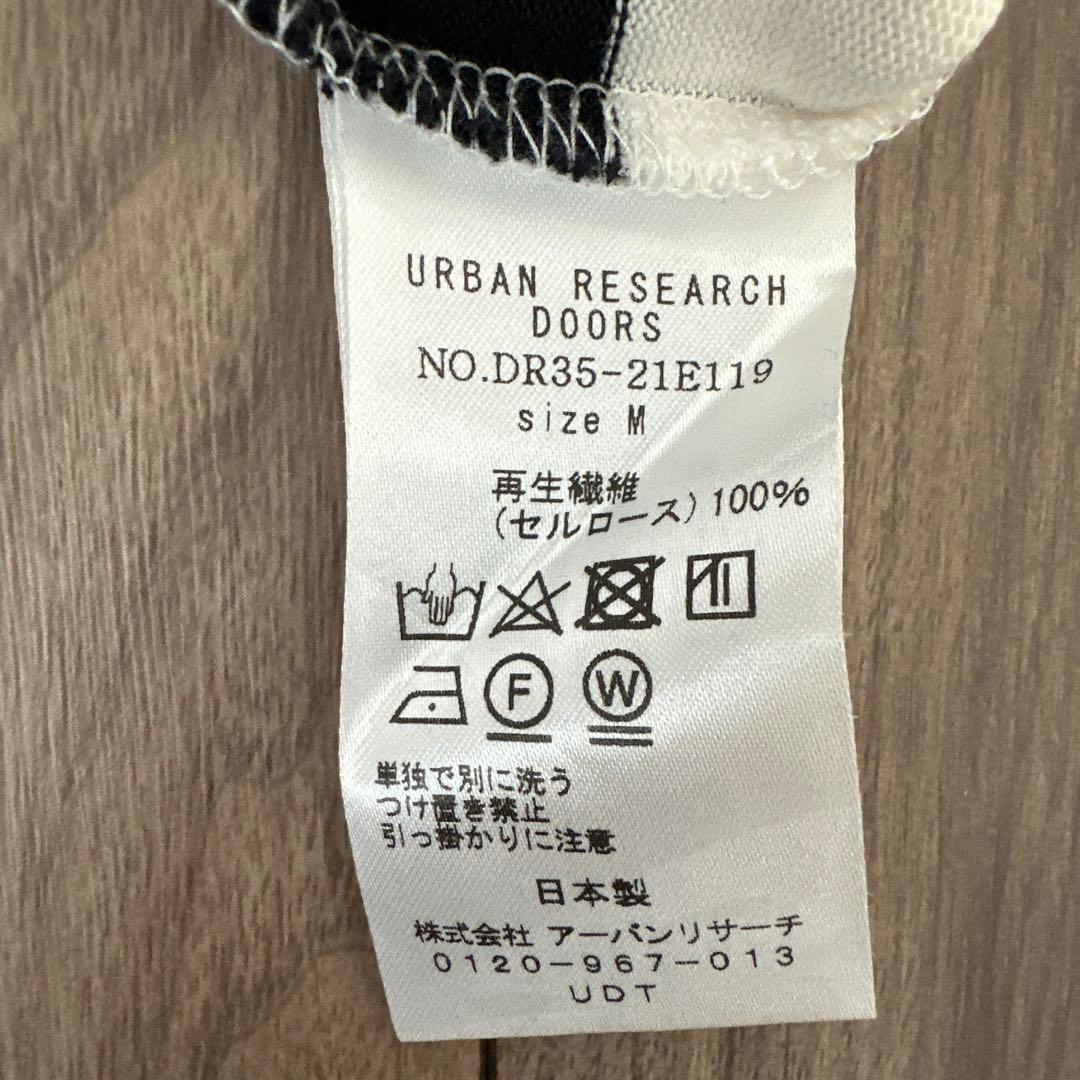 URBAN RESEARCH
DOORS
NO.DR35-21E119
size M
再生繊維
(セルロース) 100%
F W
単独で別に洗う
つけ置き禁止
引っ掛かりに注意
日本製
株式会社 アーバンリサーチ
0120-967-013
UDT